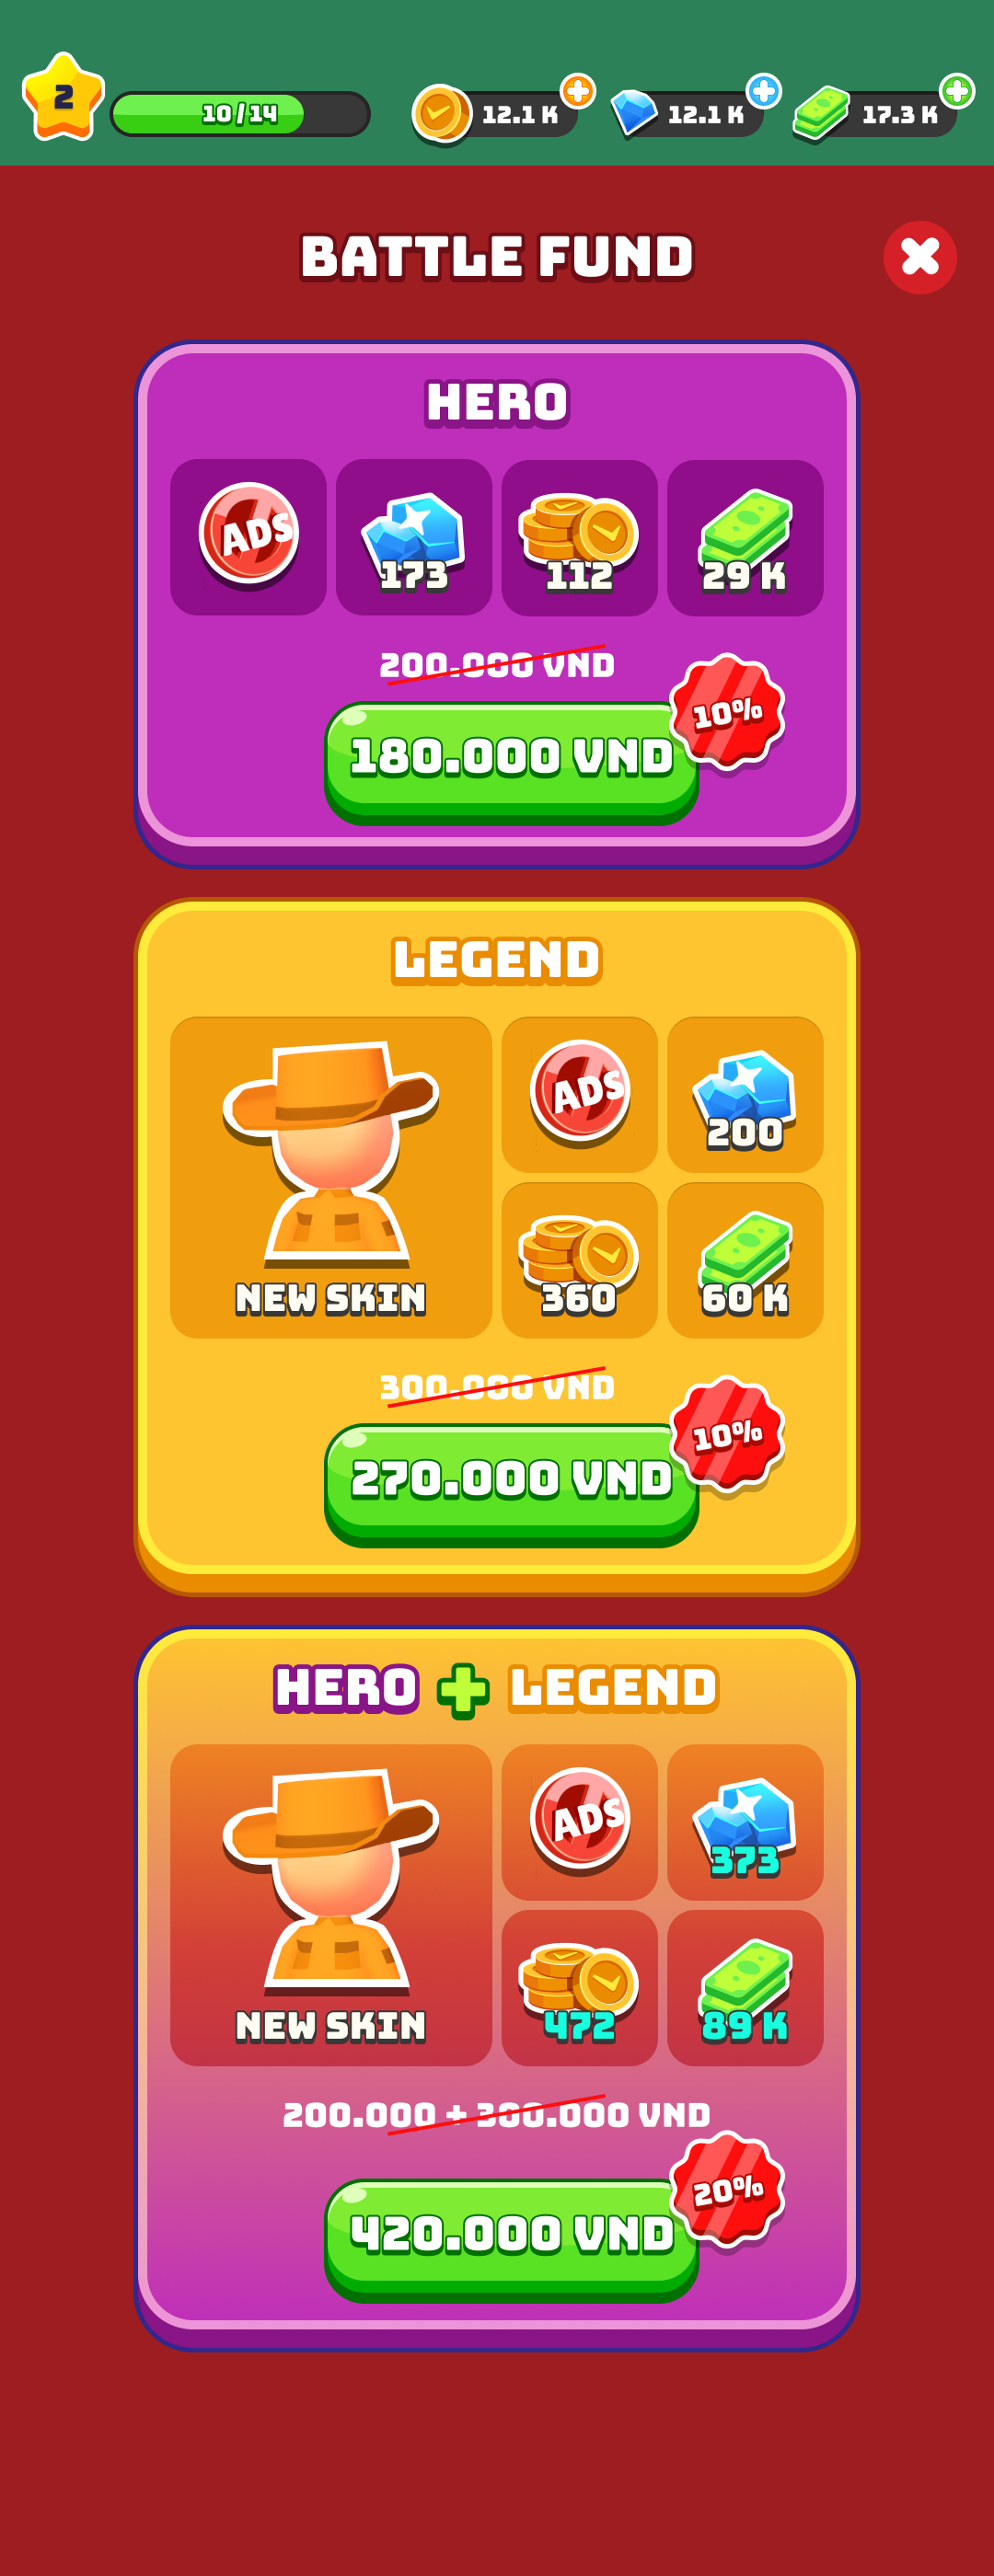 2
10/14
12.1 K
12.1 K
17.3 K
BATTLE FUND
HERO
ADS
173
112
29 K
200.000 VND
10%
180.000 VND
LEGEND
ADS
200
NEW SKIN
360
60 K
300.000 VND
10%
270.000 VND
HERO + LEGEND
ADS
373
NEW SKIN
472
89 K
200.000 + 300.000 VND
20%
420.000 VND